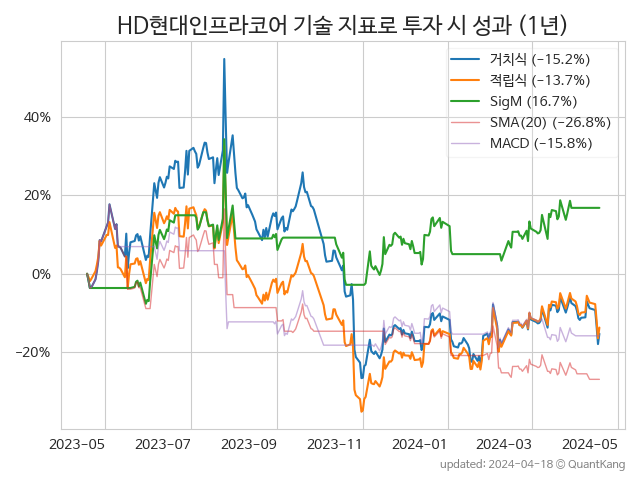 HD현대인프라코어 기술 지표로 투자 시 성과 (1년)
거치식 (−15.2%)
적립식 (−13.7%)
SigM (16.7%)
SMA(20) (−26.8%)
MACD (−15.8%)
40%
20%
0%
−20%
2023-05 2023-07 2023-09 2023-11 2024-01 2024-03 2024-05
updated: 2024-04-18 © QuantKang